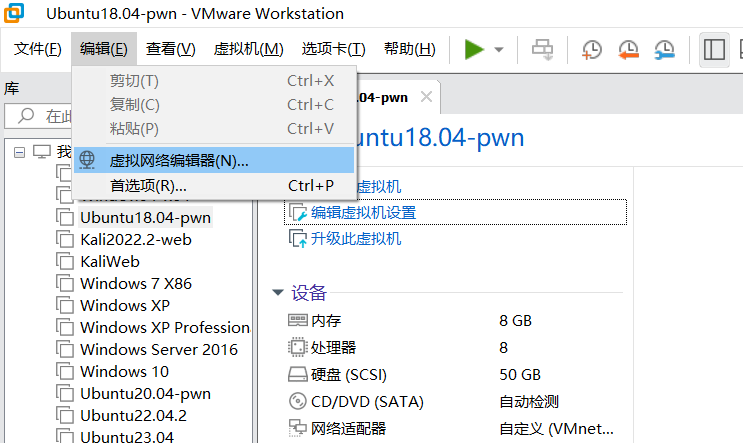 Ubuntu18.04-pwn - VMware Workstation
文件(F) 编辑(E) 查看(V) 虚拟机(M) 选项卡(T) 帮助(H)
剪切(T) Ctrl+X
复制(C) Ctrl+C
粘贴(P) Ctrl+V
虚拟网络编辑器(N)...
首选项(R)... Ctrl+P
库
在此
我
Ubuntu18.04-pwn
Kali2022.2-web
KaliWeb
Windows 7 X86
Windows XP
Windows XP Professiona
Windows Server 2016
Windows 10
Ubuntu20.04-pwn
Ubuntu22.04.2
Ubuntu23.04
.04-pwn
buntu18.04-pwn
虚拟机
编辑虚拟机设置
升级此虚拟机
设备
内存 8 GB
处理器 8
硬盘 (SCSI) 50 GB
CD/DVD (SATA) 自动检测
网络适配器 自定义 (VMnet...